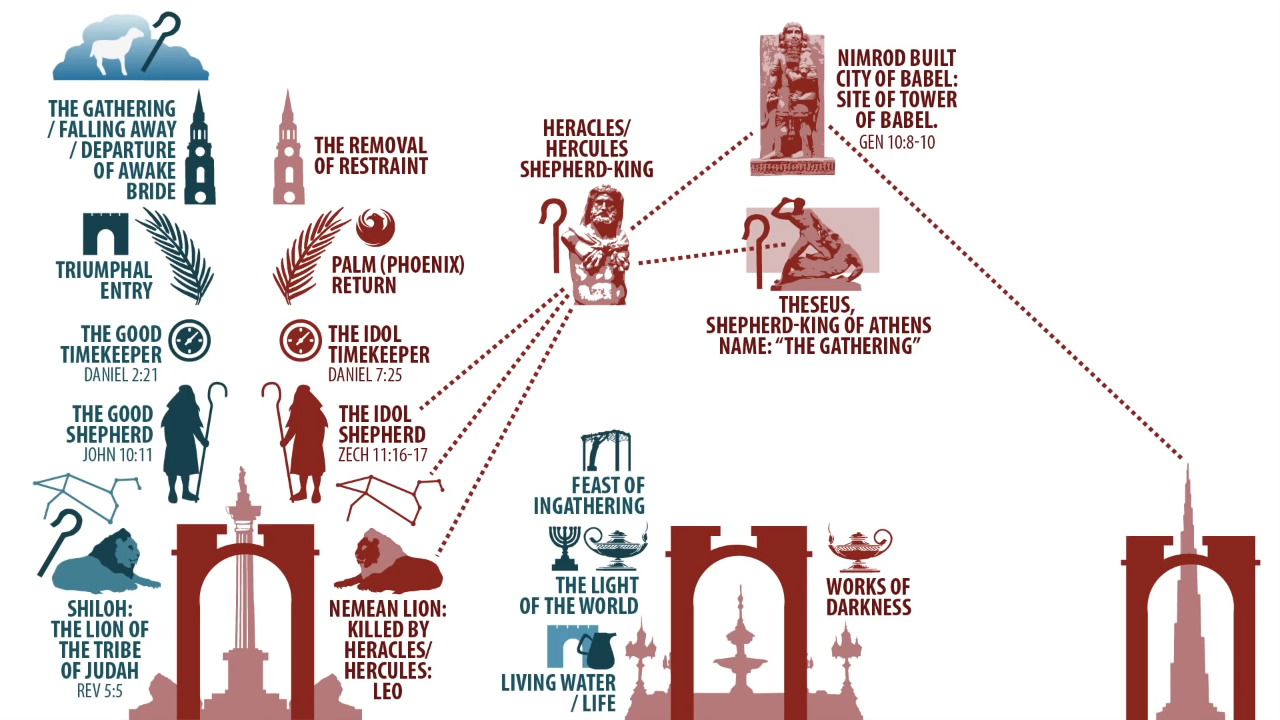 THE GATHERING
/ FALLING AWAY
/ DEPARTURE
OF AWAKE
BRIDE
THE REMOVAL
OF RESTRAINT
TRIUMPHAL
ENTRY
PALM (PHOENIX)
RETURN
THE GOOD
TIMEKEEPER
DANIEL 2:21
THE IDOL
TIMEKEEPER
DANIEL 7:25
THE GOOD
SHEPHERD
JOHN 10:11
THE IDOL
SHEPHERD
ZECH 11:16-17
SHILOH:
THE LION OF
THE TRIBE
OF JUDAH
REV 5:5
NEMEAN LION:
KILLED BY
HERACLES/
HERCULES:
LEO
HERACLES/
HERCULES
SHEPHERD-KING
NIMROD BUILT
CITY OF BABEL:
SITE OF TOWER
OF BABEL.
GEN 10:8-10
THESEUS,
SHEPHERD-KING OF ATHENS
NAME: “THE GATHERING”
FEAST OF
INGATHERING
THE LIGHT
OF THE WORLD
LIVING WATER
/ LIFE
WORKS OF
DARKNESS